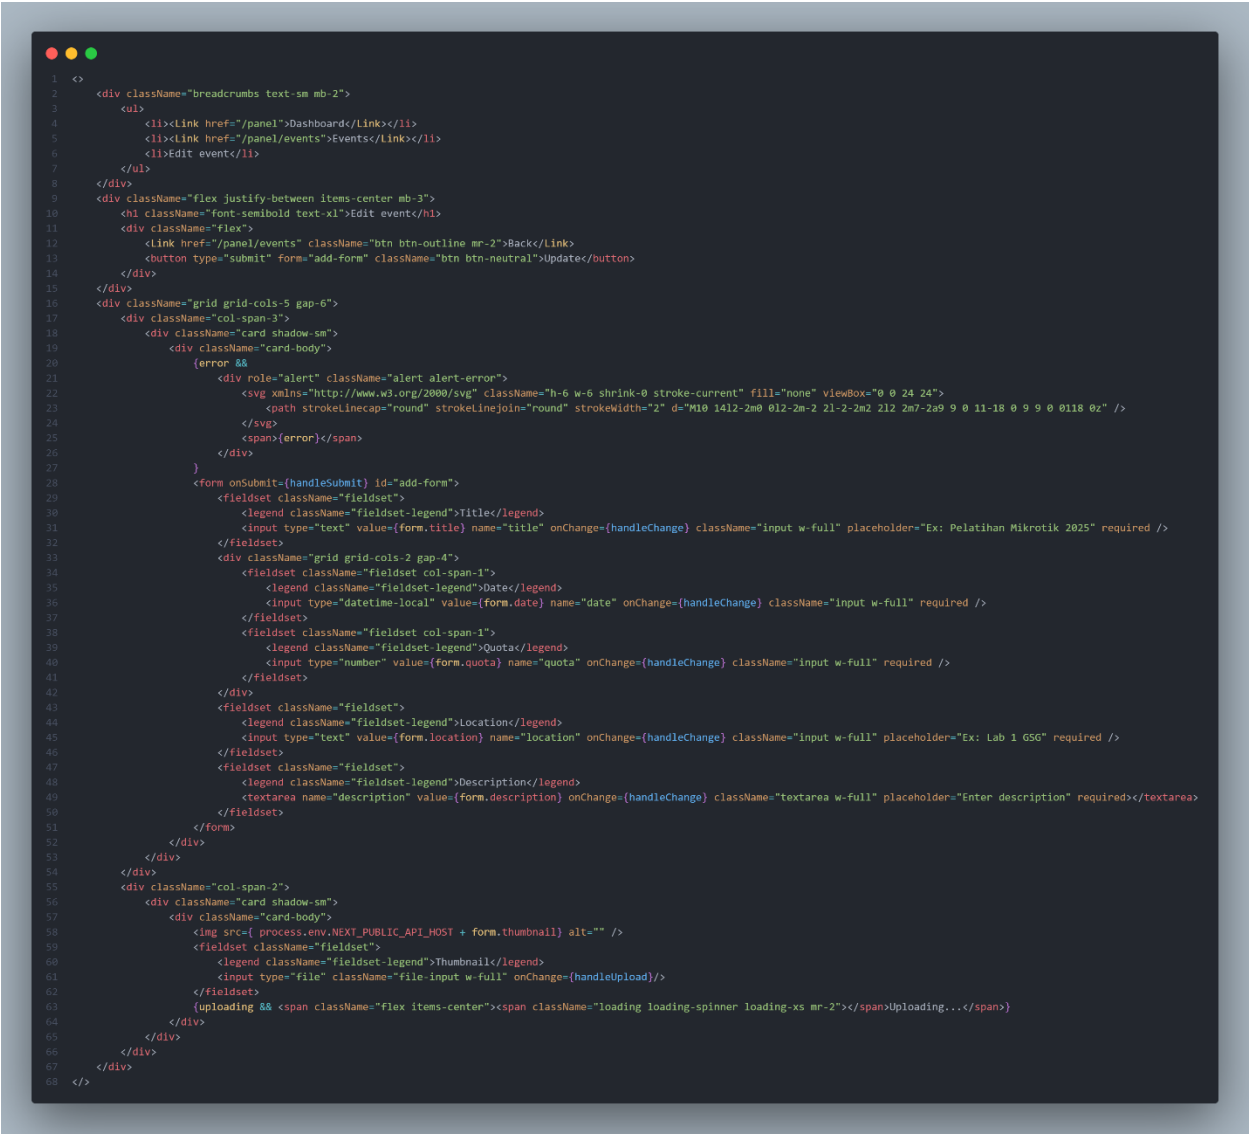 1 <>
2 <div className="breadcrumbs text-sm mb-2">
3 <ul>
4 <li><Link href="/panel">Dashboard</Link></li>
5 <li><Link href="/panel/events">Events</Link></li>
6 <li>Edit event</li>
7 </ul>
8 </div>
9 <div className="flex justify-between items-center mb-3">
10 <h1 className="font-semibold text-xl">Edit event</h1>
11 <div className="flex">
12 <Link href="/panel/events" className="btn btn-outline mr-2">Back</Link>
13 <button type="submit" form="add-form" className="btn btn-neutral">Update</button>
14 </div>
15 </div>
16 <div className="grid grid-cols-5 gap-6">
17 <div className="col-span-3">
18 <div className="card shadow-sm">
19 <div className="card-body">
20 {error &&
21 <div role="alert" className="alert alert-error">
22 <svg xmlns="http://www.w3.org/2000/svg" className="h-6 w-6 shrink-0 stroke-current" fill="none" viewBox="0 0 24 24">
23 <path strokeLinecap="round" strokeLinejoin="round" strokeWidth="2" d="M10 14l2-2m0 0l2-2m-2 2l-2-2m2 2l2 2m7-2a9 9 0 11-18 0 9 9 0 0118 0z" />
24 </svg>
25 <span>{error}</span>
26 </div>
27 }
28 <form onSubmit={handleSubmit} id="add-form">
29 <fieldset className="fieldset">
30 <legend className="fieldset-legend">Title</legend>
31 <input type="text" value={form.title} name="title" onChange={handleChange} className="input w-full" placeholder="Ex: Pelatihan Mikrotik 2025" required />
32 </fieldset>
33 <div className="grid grid-cols-2 gap-4">
34 <fieldset className="fieldset col-span-1">
35 <legend className="fieldset-legend">Date</legend>
36 <input type="datetime-local" value={form.date} name="date" onChange={handleChange} className="input w-full" required />
37 </fieldset>
38 <fieldset className="fieldset col-span-1">
39 <legend className="fieldset-legend">Quota</legend>
40 <input type="number" value={form.quota} name="quota" onChange={handleChange} className="input w-full" required />
41 </fieldset>
42 </div>
43 <fieldset className="fieldset">
44 <legend className="fieldset-legend">Location</legend>
45 <input type="text" value={form.location} name="location" onChange={handleChange} className="input w-full" placeholder="Ex: Lab 1 GSG" required />
46 </fieldset>
47 <fieldset className="fieldset">
48 <legend className="fieldset-legend">Description</legend>
49 <textarea name="description" value={form.description} onChange={handleChange} className="textarea w-full" placeholder="Enter description" required></textarea>
50 </fieldset>
51 </form>
52 </div>
53 </div>
54 </div>
55 <div className="col-span-2">
56 <div className="card shadow-sm">
57 <div className="card-body">
58 <img src={ process.env.NEXT_PUBLIC_API_HOST + form.thumbnail} alt="" />
59 <fieldset className="fieldset">
60 <legend className="fieldset-legend">Thumbnail</legend>
61 <input type="file" className="file-input w-full" onChange={handleUpload}/>
62 </fieldset>
63 {uploading && <span className="flex items-center"><span className="loading loading-spinner loading-xs mr-2"></span>Uploading...</span>}
64 </div>
65 </div>
66 </div>
67 </div>
68 </>